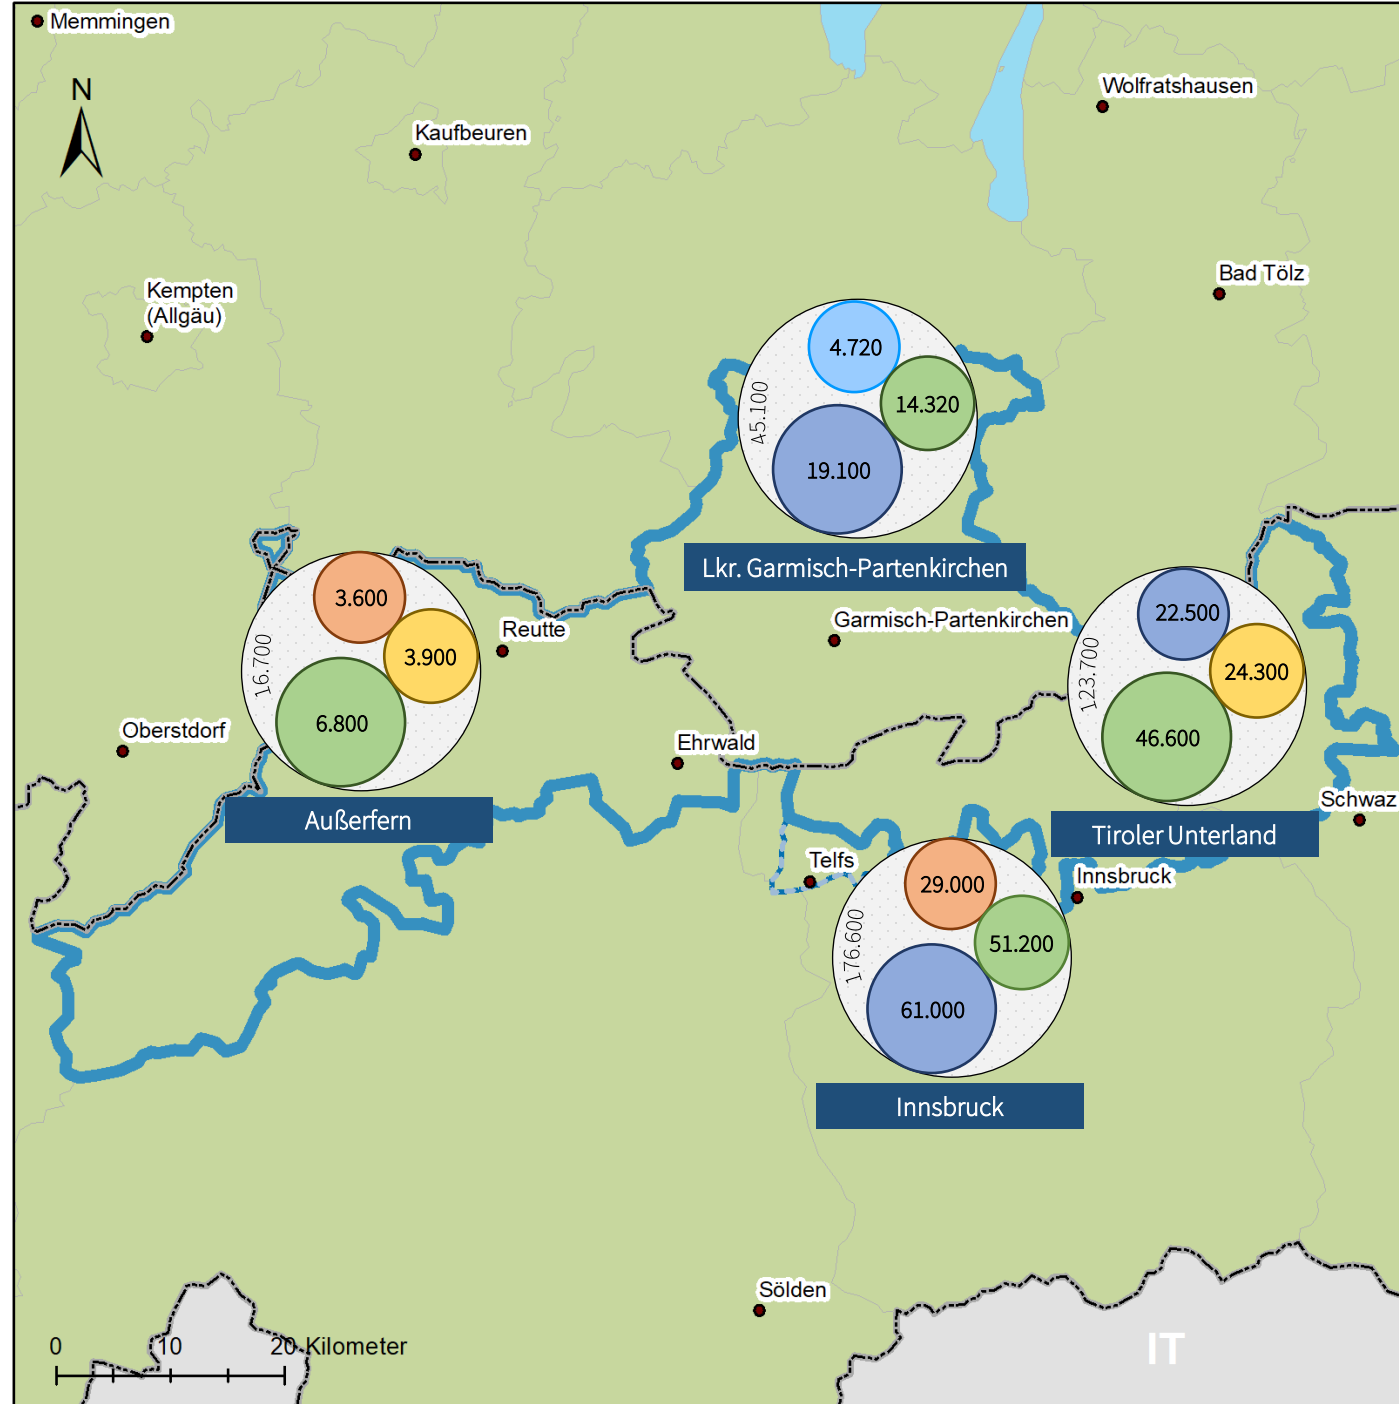 Memmingen
N
Wolfratshausen
Kaufbeuren
Bad Tölz
Kempten
(Allgäu)
4.720
14.320
45.100
19.100
Lkr. Garmisch-Partenkirchen
3.600
3.900
16.700
6.800
Außerfern
Reutte
Garmisch-Partenkirchen
22.500
24.300
123.700
46.600
Tiroler Unterland
Oberstdorf
Ehrwald
Schwaz
Telfs
Innsbruck
29.000
51.200
176.600
61.000
Innsbruck
Sölden
0 10 20 Kilometer
IT